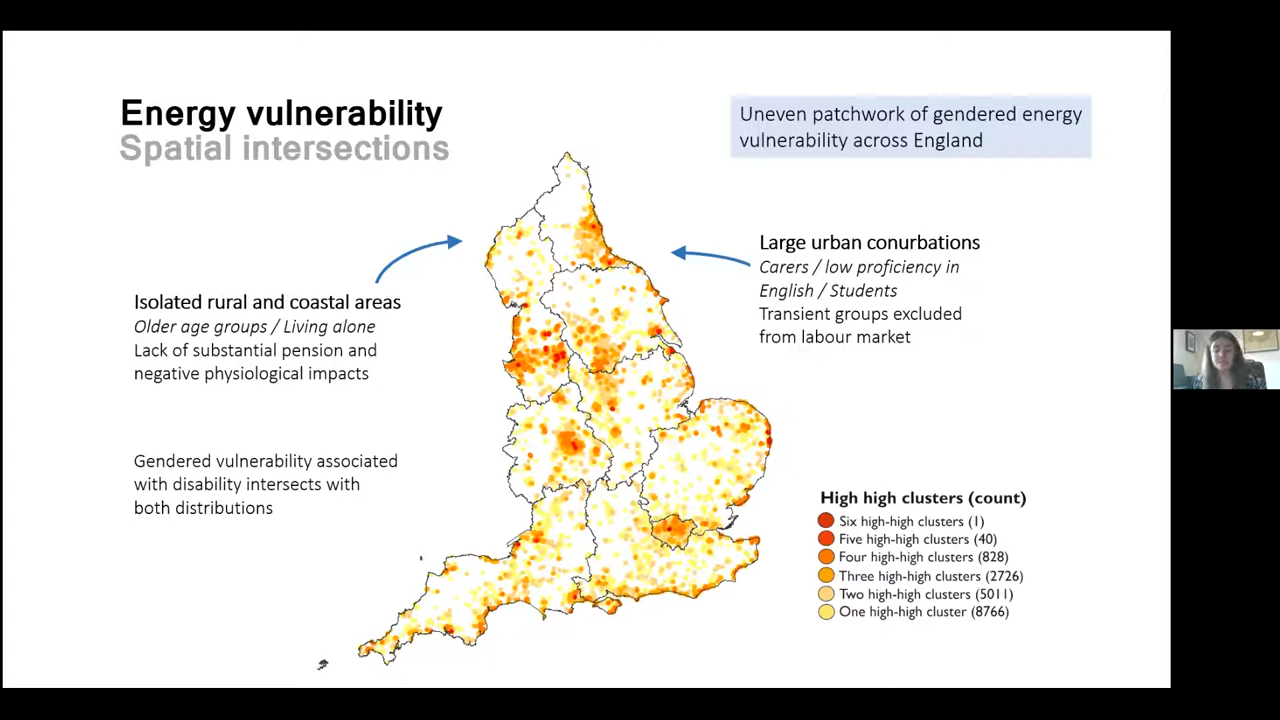 Energy vulnerability
Spatial intersections
Uneven patchwork of gendered energy
vulnerability across England
Isolated rural and coastal areas
Older age groups / Living alone
Lack of substantial pension and
negative physiological impacts
Large urban conurbations
Carers / low proficiency in
English / Students
Transient groups excluded
from labour market
Gendered vulnerability associated
with disability intersects with
both distributions
High high clusters (count)
Six high-high clusters (1)
Five high-high clusters (40)
Four high-high clusters (828)
Three high-high clusters (2726)
Two high-high clusters (5011)
One high-high cluster (8766)